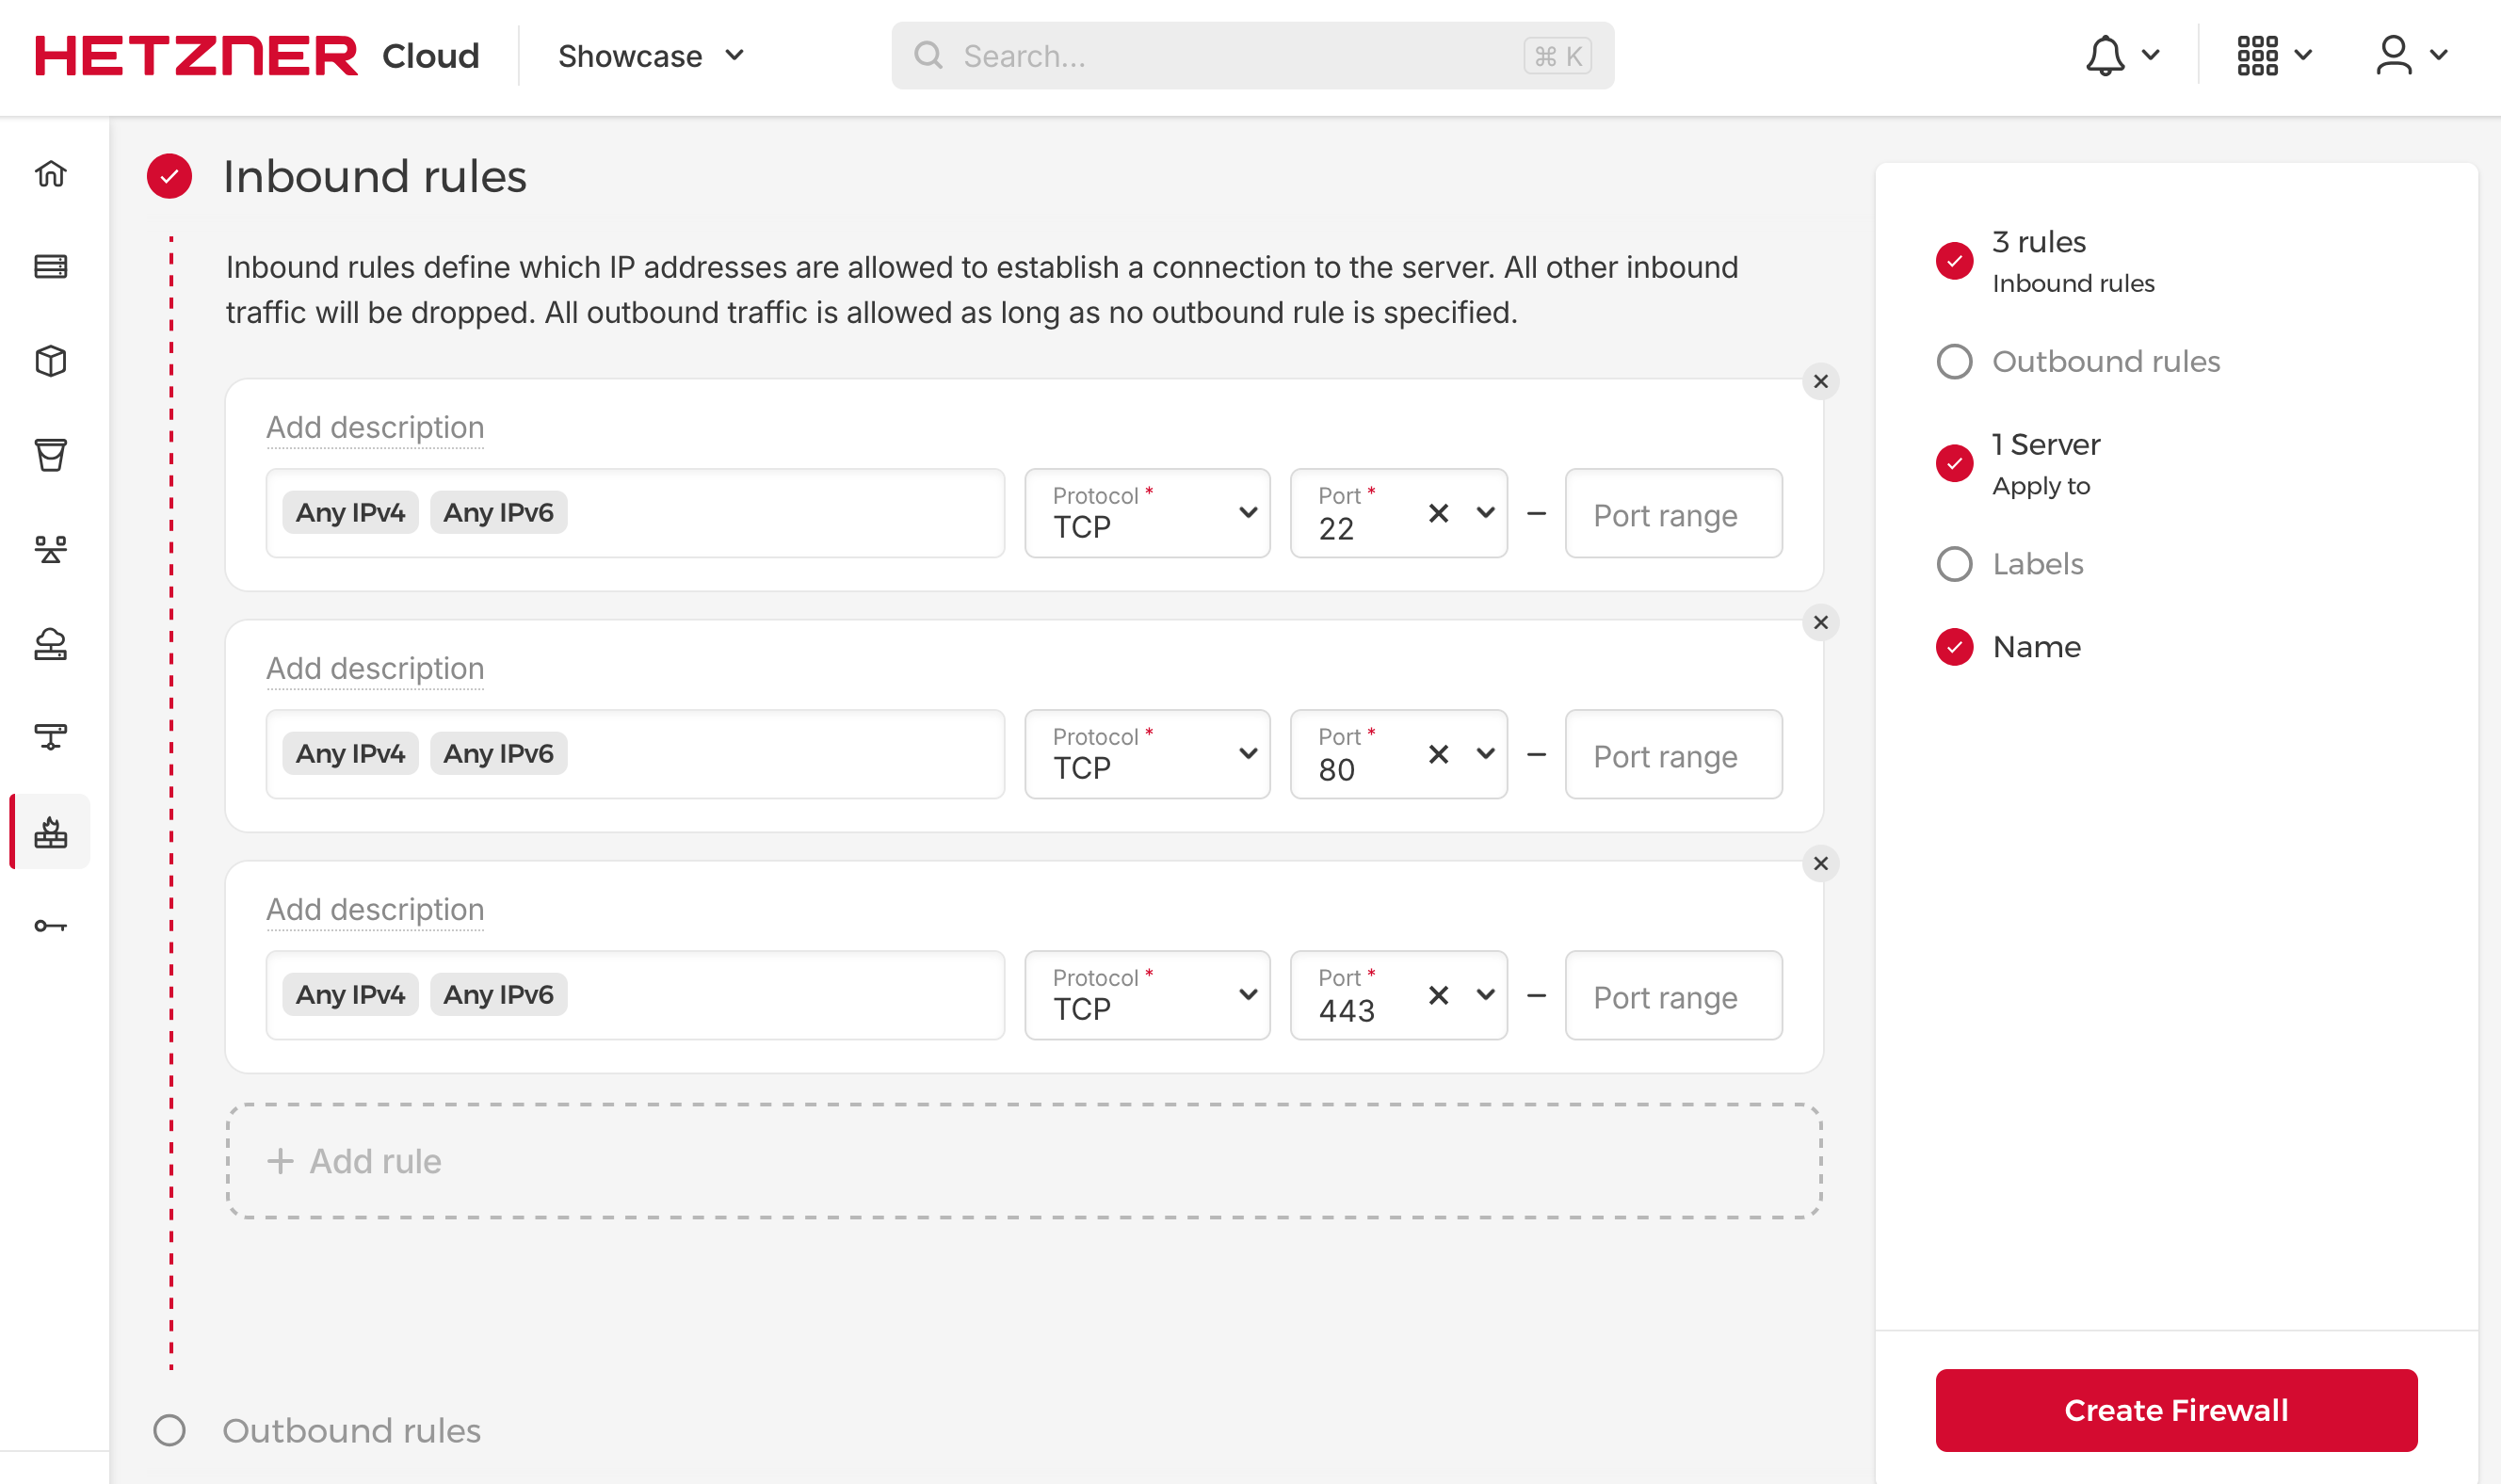 HETZNER Cloud
Showcase
Search...
⌘ K
Inbound rules
Inbound rules define which IP addresses are allowed to establish a connection to the server. All other inbound
traffic will be dropped. All outbound traffic is allowed as long as no outbound rule is specified.
Add description
Any IPv4 Any IPv6
Protocol *
TCP
Port *
22
–
Port range
Add description
Any IPv4 Any IPv6
Protocol *
TCP
Port *
80
–
Port range
Add description
Any IPv4 Any IPv6
Protocol *
TCP
Port *
443
–
Port range
+ Add rule
Outbound rules
3 rules
Inbound rules
Outbound rules
1 Server
Apply to
Labels
Name
Create Firewall